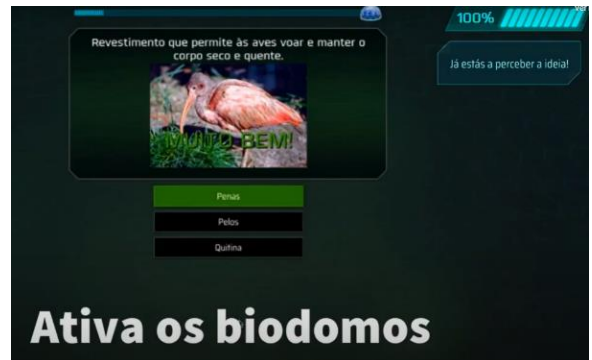 Ver
100%
Revestimento que permite às aves voar e manter o
corpo seco e quente.
Já estás a perceber a ideia!
MUITO BEM!
Penas
Pelos
Quitina
Ativa os biodomos